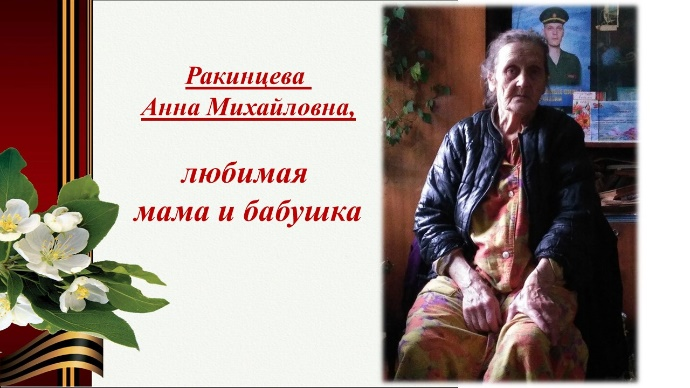 Ракинцева
Анна Михайловна,
любимая
мама и бабушка